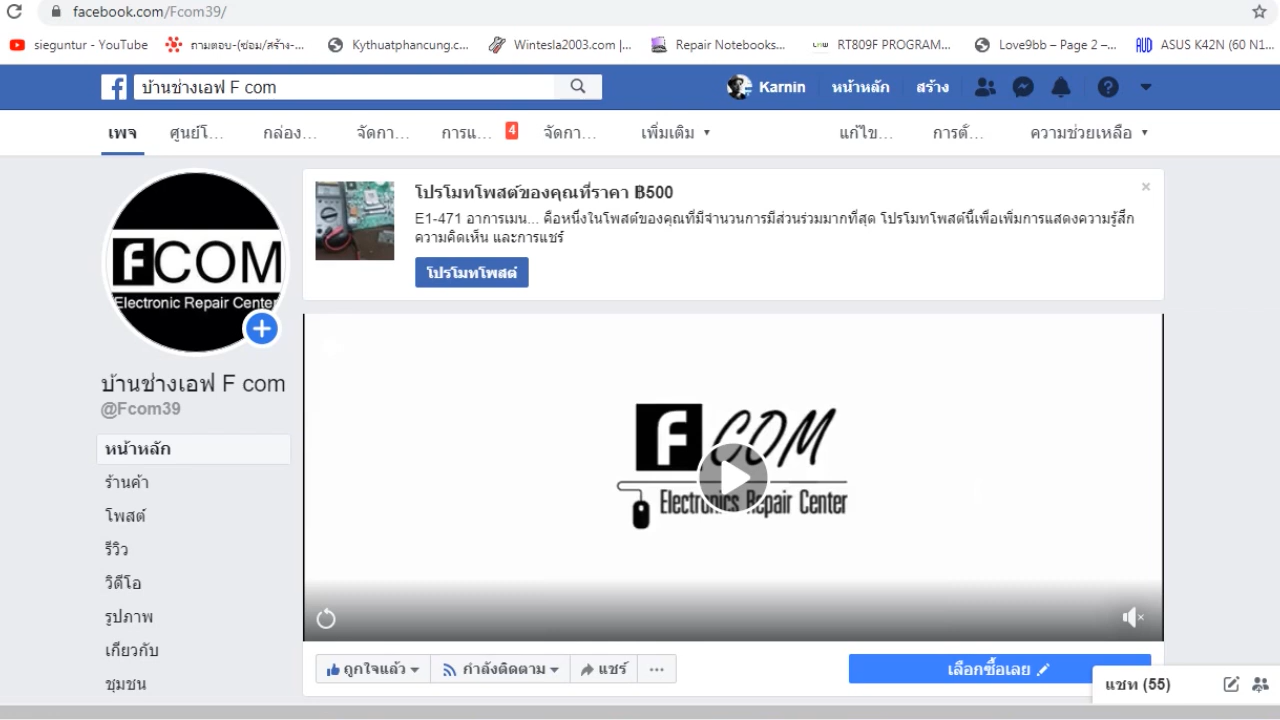 facebook.com/Fcom39/
sieguntur - YouTube
ถามตอบ-(ซ่อม/สร้าง-...
Kythuatphancung.c...
Wintesla2003.com |...
Repair Notebooks...
RT809F PROGRAM...
Love9bb – Page 2 –...
ASUS K42N (60 N1...
บ้านช่างเอฟ F com
Karnin
หน้าหลัก
สร้าง
เพจ
ศูนย์โ...
กล่อง...
จัดกา...
การแ... 4
จัดกา...
เพิ่มเติม
แก้ไข...
การตั้...
ความช่วยเหลือ
โปรโมทโพสต์ของคุณที่ราคา ฿500
E1-471 อาการเมน... คือหนึ่งในโพสต์ของคุณที่มีจำนวนการมีส่วนร่วมมากที่สุด โปรโมทโพสต์นี้เพื่อเพิ่มการแสดงความรู้สึก
ความคิดเห็น และการแชร์
โปรโมทโพสต์
FCOM
Electronic Repair Center
บ้านช่างเอฟ F com
@Fcom39
หน้าหลัก
ร้านค้า
โพสต์
รีวิว
วิดีโอ
รูปภาพ
เกี่ยวกับ
ชุมชน
F COM
Electronics Repair Center
ถูกใจแล้ว
กำลังติดตาม
แชร์
...
เลือกซื้อเลย
แชท (55)